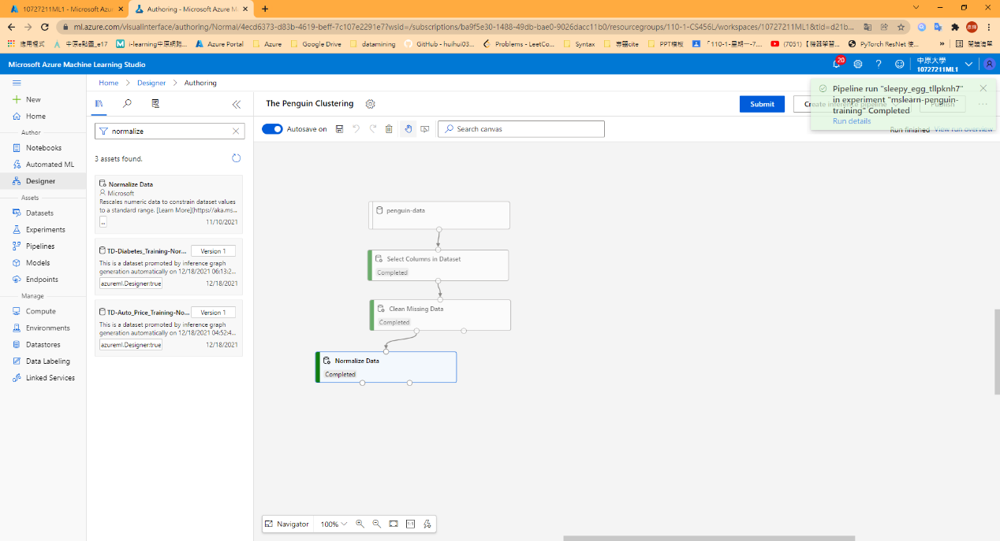 10727211ML1 - Microsoft Azu
Authoring - Microsoft Azure M
ml.azure.com/visualinterface/authoring/Normal/4ecd6373-d83b-4619-beff-7c107e2291e7?wsid=/subscriptions/ba9f5e30-1488-49db-bae0-9026dacc11b0/resourcegroups/110-1-CS456L/workspaces/10727211ML1&tid=d21b...
應用程式
中原e點靈_e17
i-learning中原網路...
Azure Portal
Azure
Google Drive
datamining
GitHub - huihui03...
Problems - LeetCo...
Syntax
專題cite
PPT模板
「110-1-星期一-7....
(7051)【機器學習...
PyTorch ResNet 使...
»
閱讀清單
Microsoft Azure Machine Learning Studio
20
中原大學
10727211ML1
New
Home
Author
Notebooks
Automated ML
Designer
Assets
Datasets
Experiments
Pipelines
Models
Endpoints
Manage
Compute
Environments
Datastores
Data Labeling
Linked Services
Home > Designer > Authoring
normalize
3 assets found.
Normalize Data
Microsoft
Rescales numeric data to constrain dataset values
to a standard range. [Learn More](https://aka.ms...
...
11/10/2021
TD-Diabetes_Training-Nor...
Version 1
This is a dataset promoted by inference graph
generation automatically on 12/18/2021 06:13:2...
azureml.Designer:true
12/18/2021
TD-Auto_Price_Training-No...
Version 1
This is a dataset promoted by inference graph
generation automatically on 12/18/2021 04:52:4...
azureml.Designer:true
12/18/2021
The Penguin Clustering
Submit
Create inference pipeline
Publish
Pipeline run "sleepy_egg_tllpknh7"
in experiment "mslearn-penguin-
training" Completed
Run details
Run finished
View run overview
Autosave on
Search canvas
penguin-data
Select Columns in Dataset
Completed
Clean Missing Data
Completed
Normalize Data
Completed
Navigator
100%
1:1